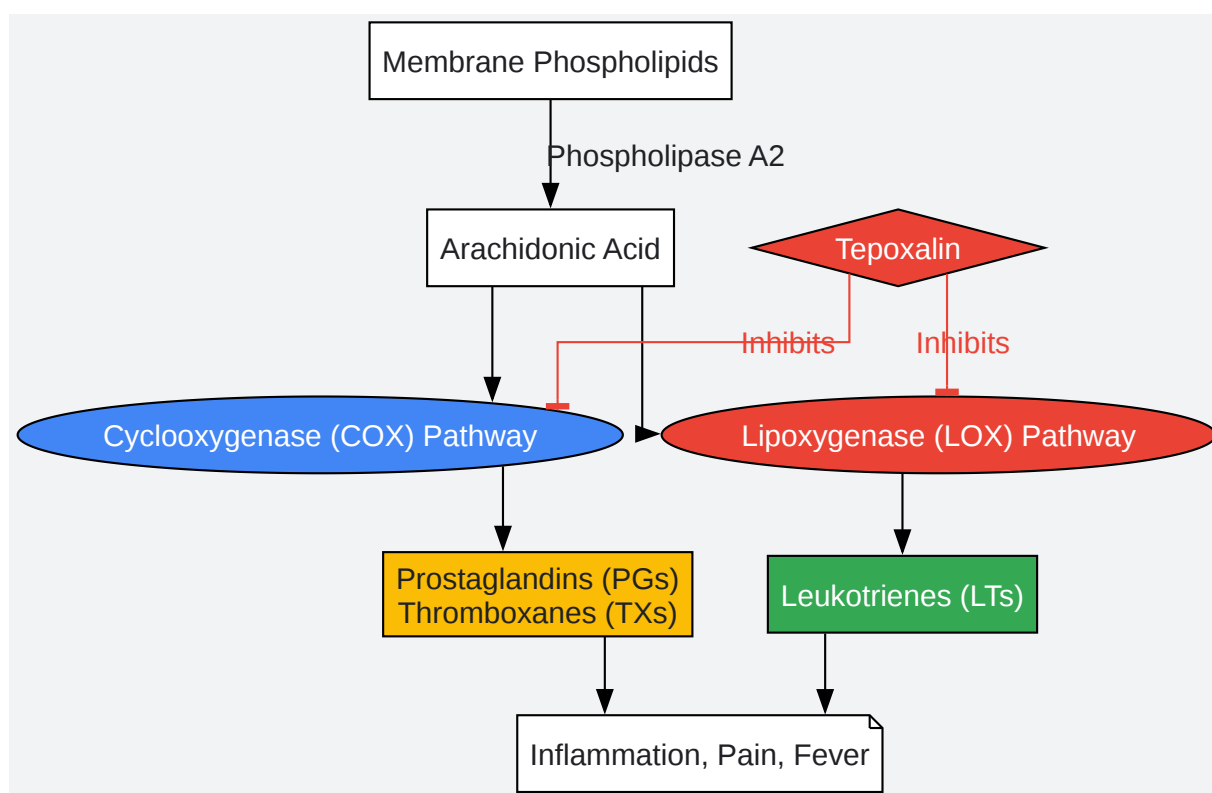 Membrane Phospholipids
Phospholipase A2
Arachidonic Acid
Tepoxalin
Inhibits
Inhibits
Cyclooxygenase (COX) Pathway
Lipoxygenase (LOX) Pathway
Prostaglandins (PGs)
Thromboxanes (TXs)
Leukotrienes (LTs)
Inflammation, Pain, Fever